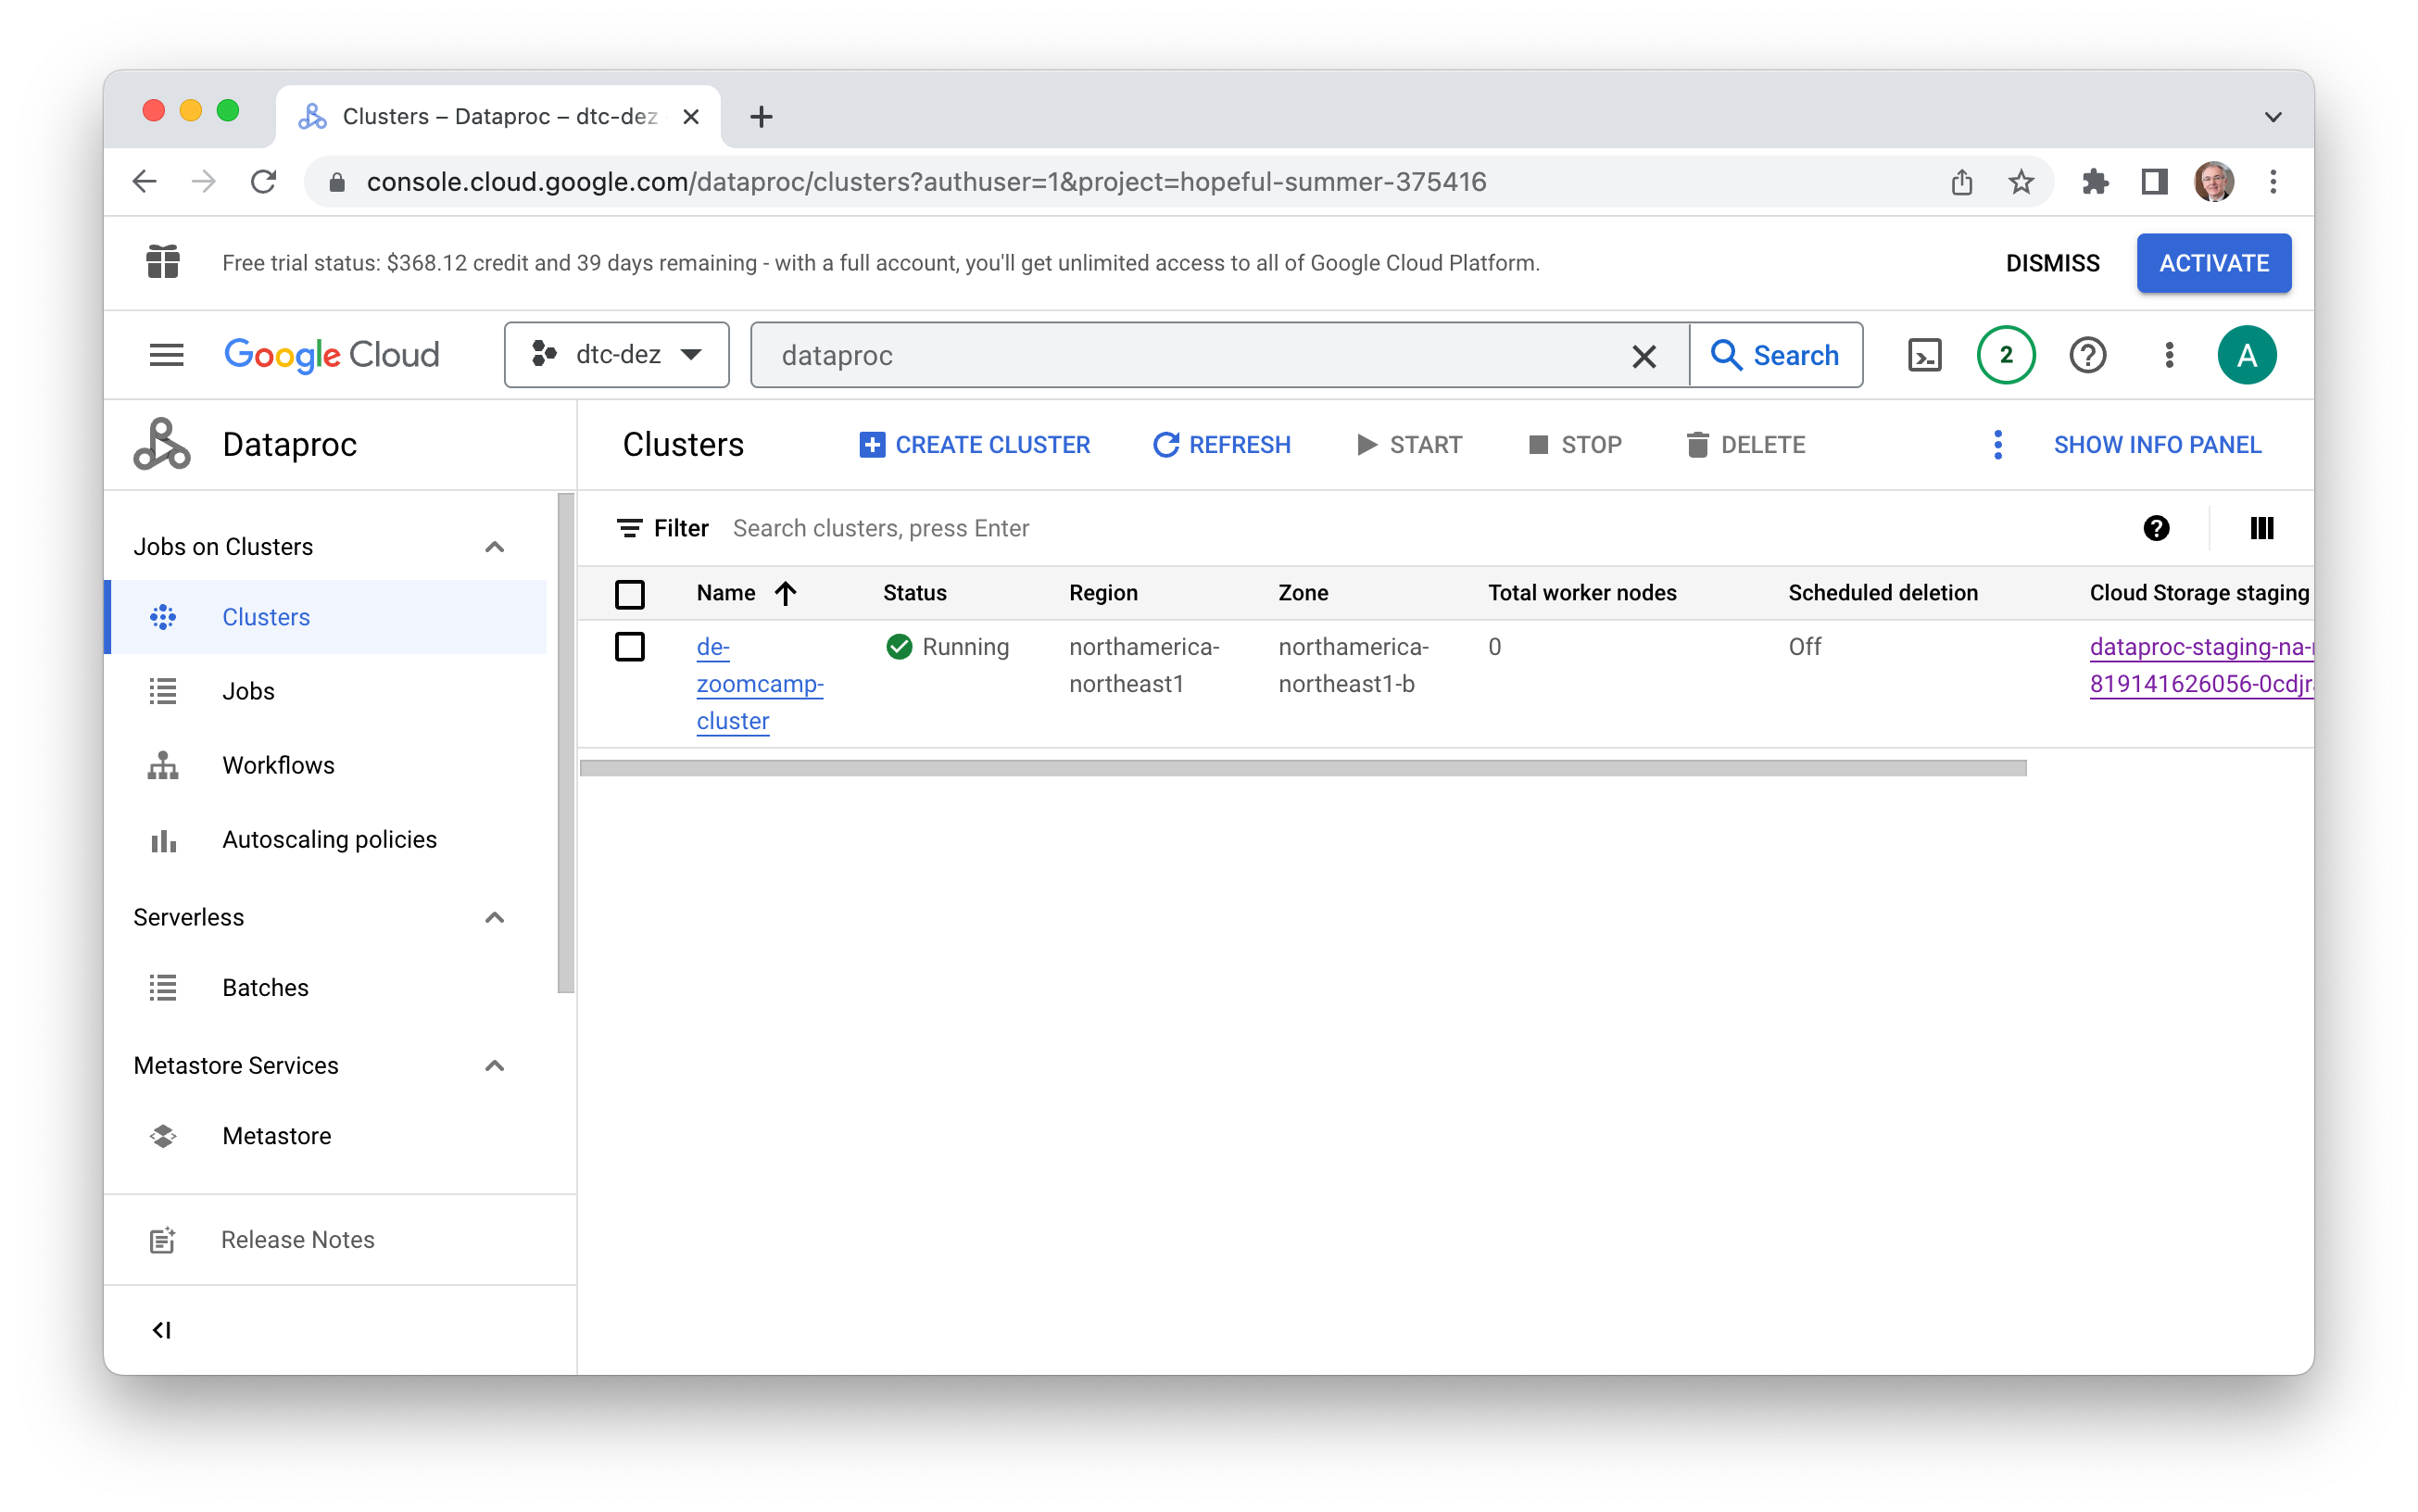 Clusters – Dataproc – dtc-dez
console.cloud.google.com/dataproc/clusters?authuser=1&project=hopeful-summer-375416
Free trial status: $368.12 credit and 39 days remaining - with a full account, you'll get unlimited access to all of Google Cloud Platform.
DISMISS
ACTIVATE
Google Cloud
dtc-dez
dataproc
Search
2
A
Dataproc
Clusters
CREATE CLUSTER
REFRESH
START
STOP
DELETE
SHOW INFO PANEL
Jobs on Clusters
Clusters
Jobs
Workflows
Autoscaling policies
Serverless
Batches
Metastore Services
Metastore
Release Notes
Filter Search clusters, press Enter
Name Status Region Zone Total worker nodes Scheduled deletion Cloud Storage staging
de- Running northamerica- northamerica- 0 Off dataproc-staging-na-
zoomcamp- northeast1 northeast1-b 819141626056-0cdjr
cluster